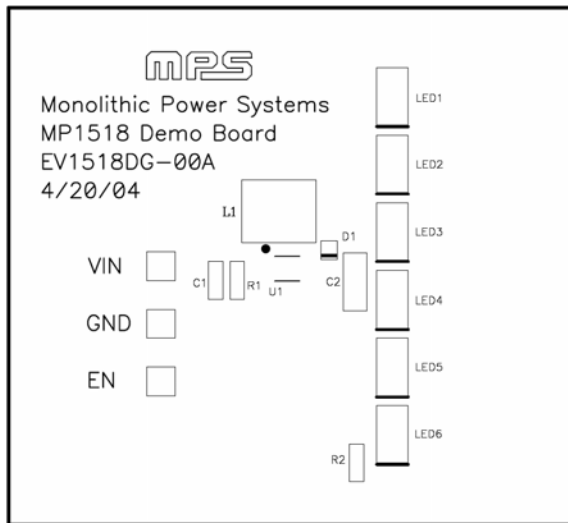 MPS
Monolithic Power Systems
MP1518 Demo Board
EV1518DG-00A
4/20/04
LED1
LED2
L1
LED3
D1
VIN
C1
R1
U1
C2
LED4
GND
EN
LED5
LED6
R2